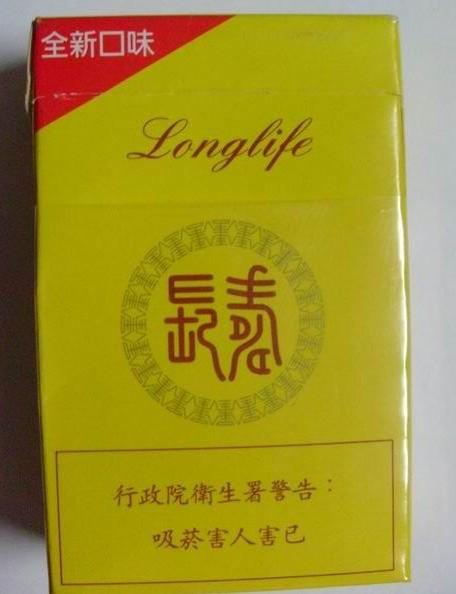 全新口味
Longlife
長壽
行政院衛生署警告：
吸菸害人害已